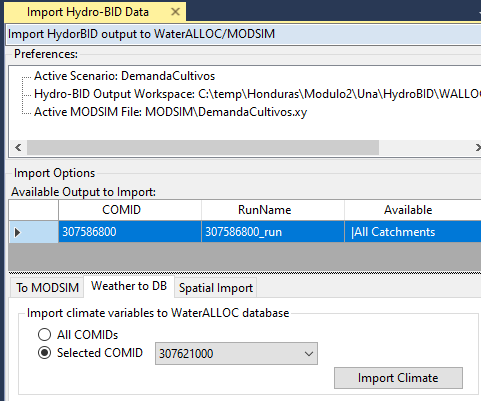 Import Hydro-BID Data ×
Import HydorBID output to WaterALLOC/MODSIM
Preferences:
Active Scenario: DemandaCultivos
Hydro-BID Output Workspace: C:\temp\Honduras\Modulo2\Una\HydroBID\WALLOC
Active MODSIM File: MODSIM\DemandaCultivos.xy
Import Options
Available Output to Import:
COMID RunName Available
307586800 307586800_run |All Catchments
To MODSIM Weather to DB Spatial Import
Import climate variables to WaterALLOC database
All COMIDs
Selected COMID 307621000
Import Climate